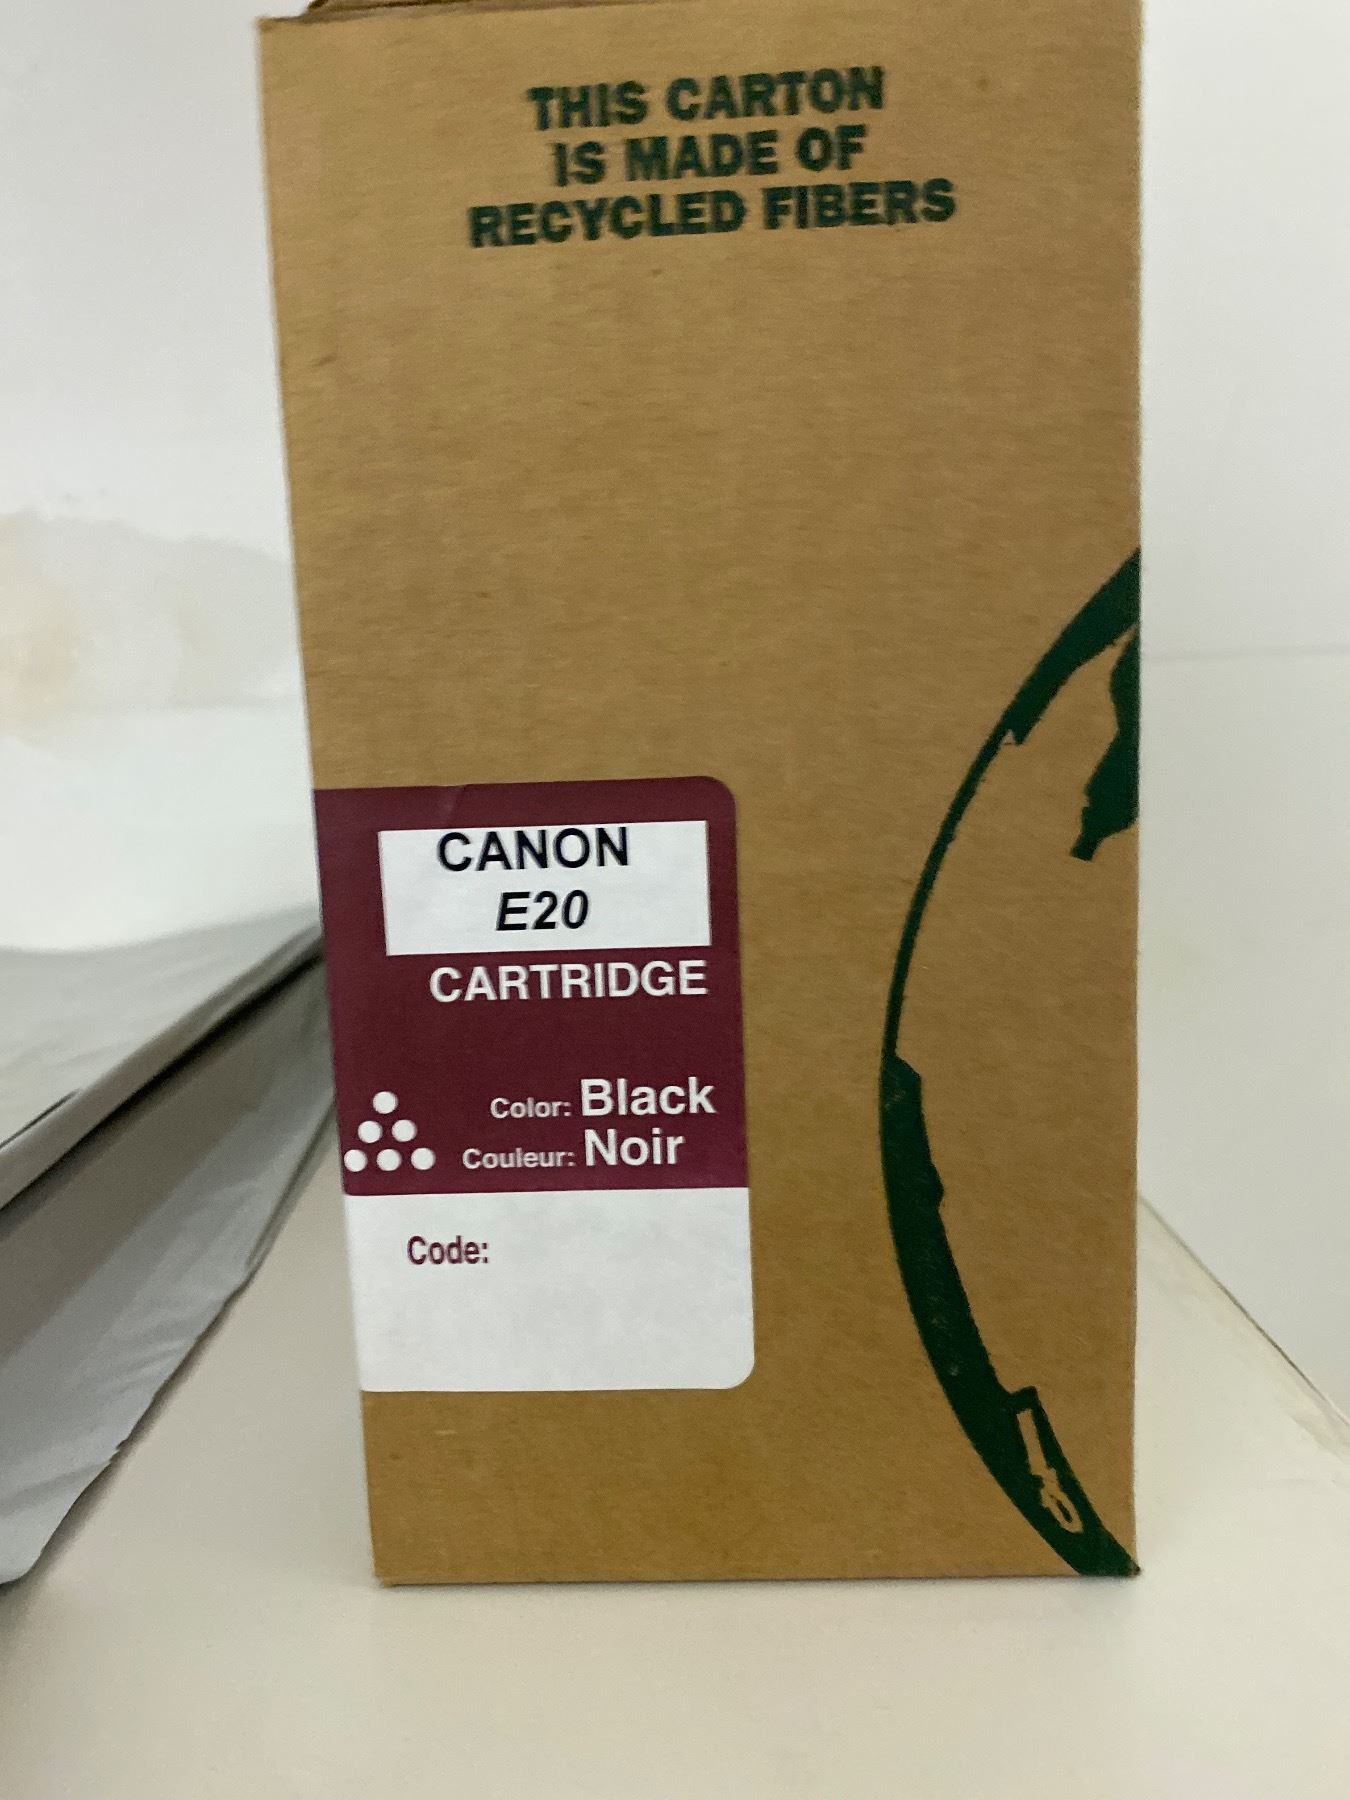 THIS CARTON
IS MADE OF
RECYCLED FIBERS
CANON
E20
CARTRIDGE
Color: Black
Couleur: Noir
Code: